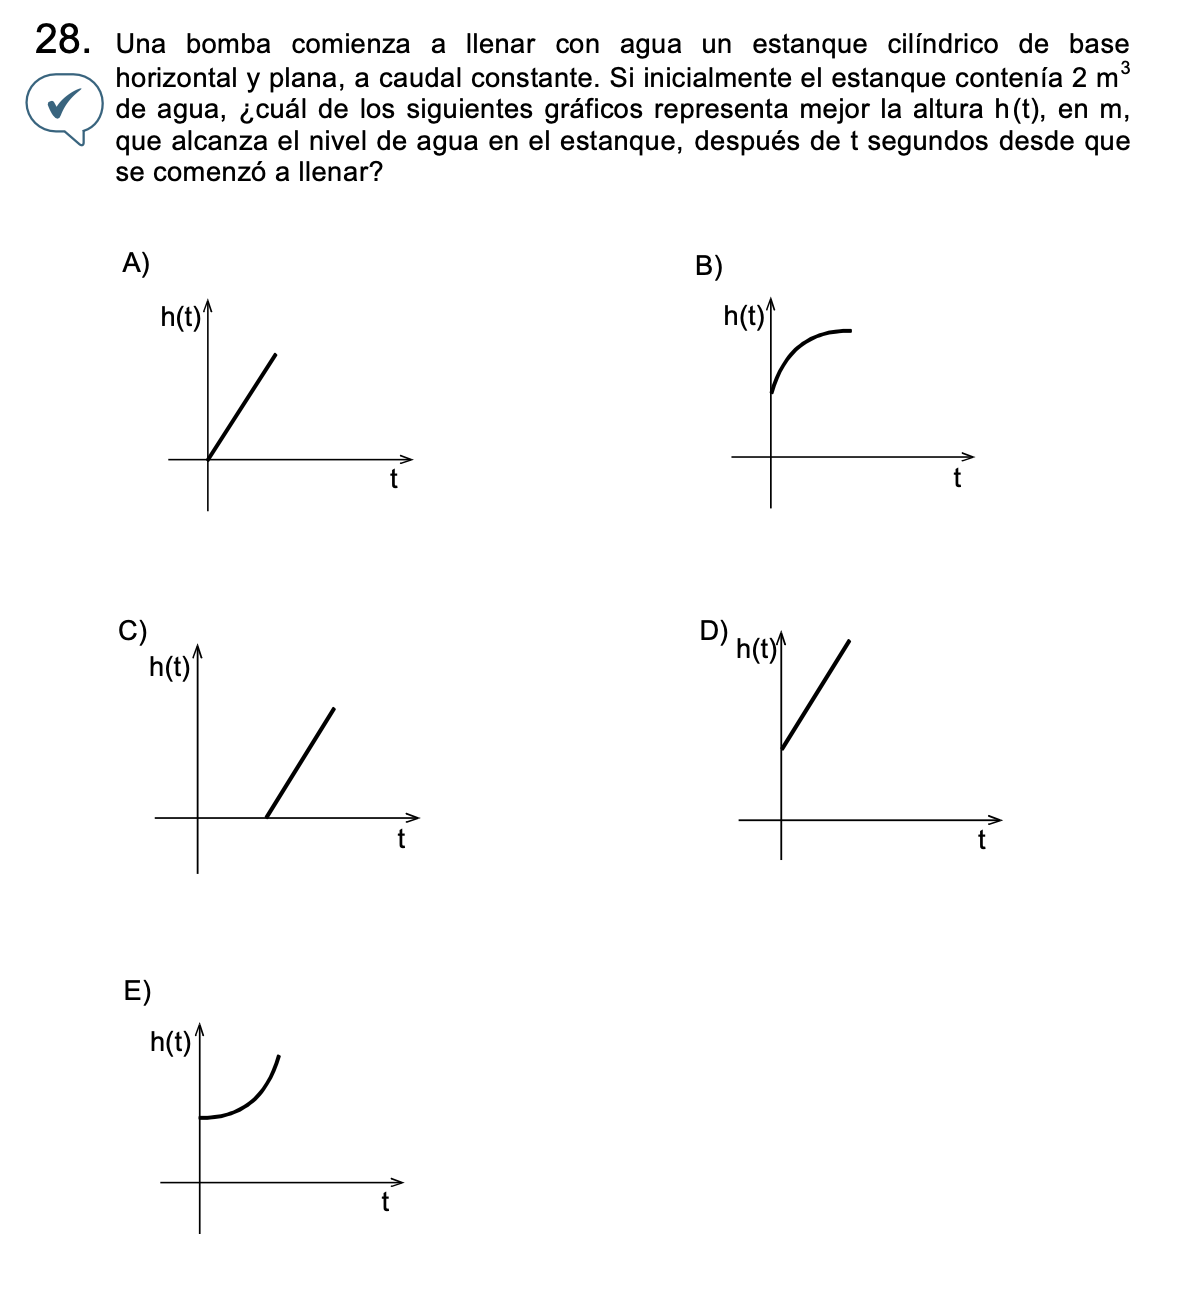 28. Una bomba comienza a llenar con agua un estanque cilíndrico de base
horizontal y plana, a caudal constante. Si inicialmente el estanque contenía 2 m³
de agua, ¿cuál de los siguientes gráficos representa mejor la altura h(t), en m,
que alcanza el nivel de agua en el estanque, después de t segundos desde que
se comenzó a llenar?
A)
h(t)
t
B)
h(t)
t
C)
h(t)
t
D)
h(t)
t
E)
h(t)
t